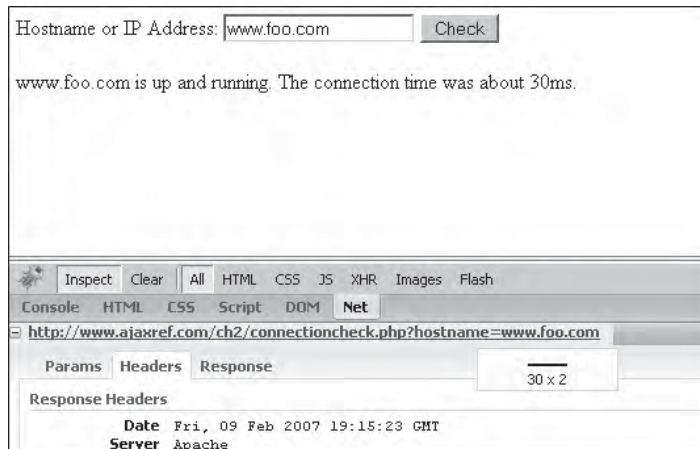 Hostname or IP Address: www.foo.com Check
www.foo.com is up and running. The connection time was about 30ms.
Inspect Clear All HTML CSS JS XHR Images Flash
Console HTML CSS Script DOM Net
http://www.ajaxref.com/ch2/connectioncheck.php?hostname=www.foo.com
Params Headers Response
30 x 2
Response Headers
Date Fri, 09 Feb 2007 19:15:23 GMT
Server Apache